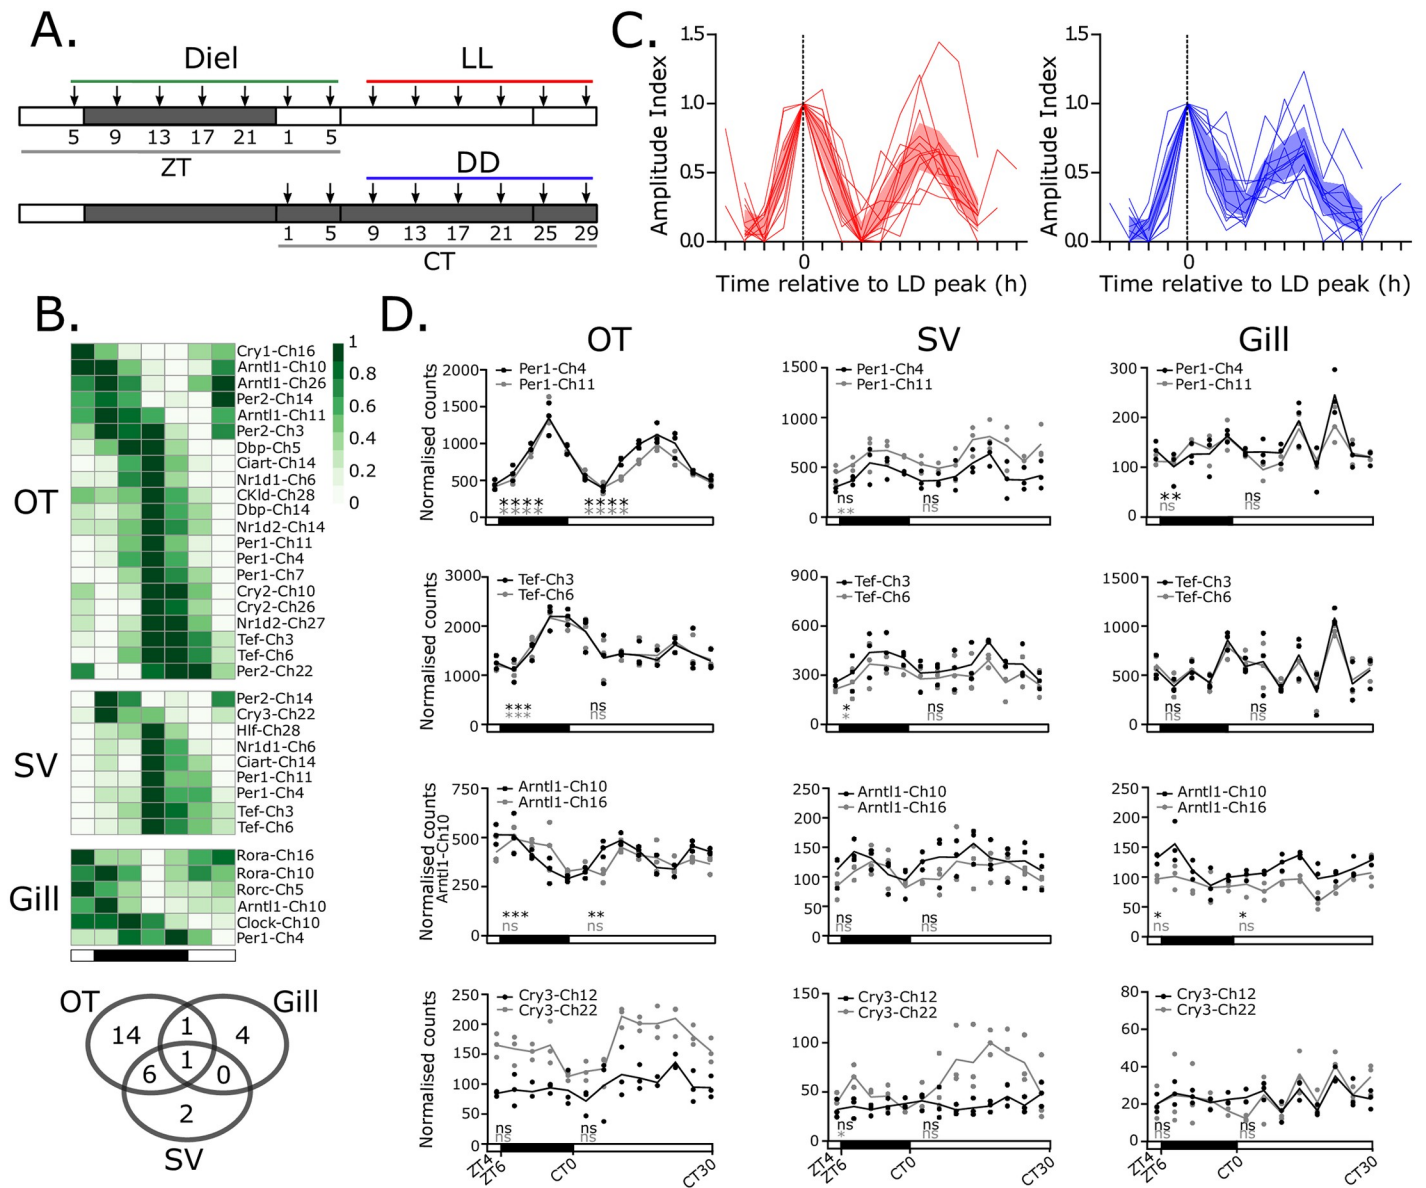 A.
Diel
LL
5 9 13 17 21 1 5
ZT
DD
1 5 9 13 17 21 25 29
CT
C.
Amplitude Index
1.5
1.0
0.5
0.0
0
Time relative to LD peak (h)
Amplitude Index
1.5
1.0
0.5
0.0
0
Time relative to LD peak (h)
B.
OT
Cry1-Ch16
Arntl1-Ch10
Arntl1-Ch26
Per2-Ch14
Arntl1-Ch11
Per2-Ch3
Dbp-Ch5
Ciart-Ch14
Nr1d1-Ch6
CKId-Ch28
Dbp-Ch14
Nr1d2-Ch14
Per1-Ch11
Per1-Ch4
Per1-Ch7
Cry2-Ch10
Cry2-Ch26
Nr1d2-Ch27
Tef-Ch3
Tef-Ch6
Per2-Ch22
1
0.8
0.6
0.4
0.2
0
SV
Per2-Ch14
Cry3-Ch22
Hlf-Ch28
Nr1d1-Ch6
Ciart-Ch14
Per1-Ch11
Per1-Ch4
Tef-Ch3
Tef-Ch6
Gill
Rora-Ch16
Rora-Ch10
Rorc-Ch5
Arntl1-Ch10
Clock-Ch10
Per1-Ch4
OT
Gill
14 1 4
6 1 0
2
SV
D.
OT
SV
Gill
Normalised counts
2000
1500
1000
500
0
Per1-Ch4
Per1-Ch11
**** ****
**** ****
1500
1000
500
0
Per1-Ch4
Per1-Ch11
ns ns
** ns
300
200
100
0
Per1-Ch4
Per1-Ch11
** ns
ns ns
Normalised counts
3000
2000
1000
0
Tef-Ch3
Tef-Ch6
*** ns
*** ns
900
600
300
0
Tef-Ch3
Tef-Ch6
* ns
* ns
1500
1000
500
0
Tef-Ch3
Tef-Ch6
ns ns
ns ns
Normalised counts
Arntl1-Ch10
750
500
250
0
Arntl1-Ch10
Arntl1-Ch16
*** **
ns ns
250
200
150
100
50
0
Arntl1-Ch10
Arntl1-Ch16
ns ns
ns ns
250
200
150
100
50
0
Arntl1-Ch10
Arntl1-Ch16
* *
ns ns
Normalised counts
250
200
150
100
50
0
Cry3-Ch12
Cry3-Ch22
ns ns
ns ns
ZT4
ZT6
CT0
CT30
150
100
50
0
Cry3-Ch12
Cry3-Ch22
ns ns
* ns
ZT4
ZT6
CT0
CT30
80
60
40
20
0
Cry3-Ch12
Cry3-Ch22
ns ns
ns ns
ZT4
ZT6
CT0
CT30